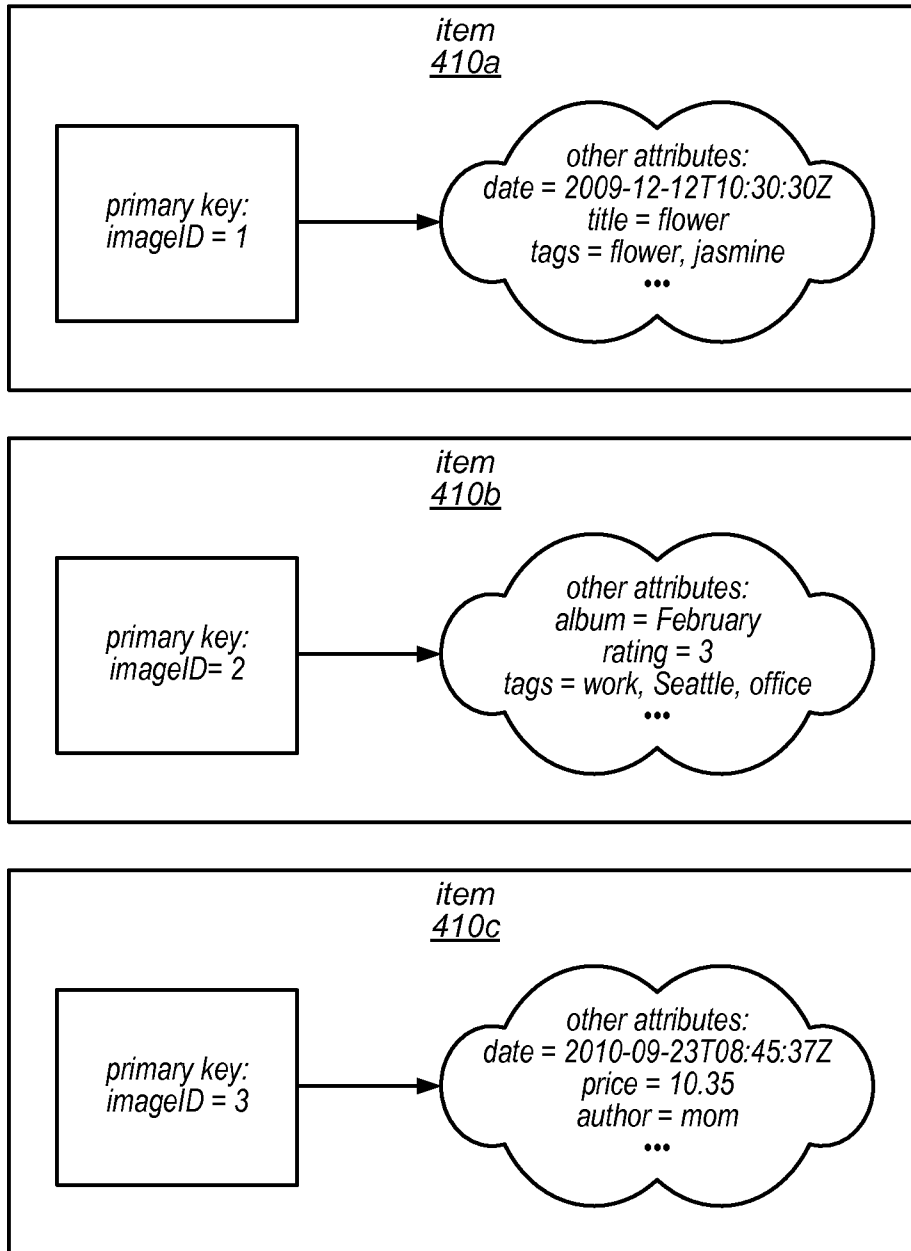 item
410a
primary key:
imageID = 1
other attributes:
date = 2009-12-12T10:30:30Z
title = flower
tags = flower, jasmine
•••
item
410b
primary key:
imageID= 2
other attributes:
album = February
rating = 3
tags = work, Seattle, office
•••
item
410c
primary key:
imageID = 3
other attributes:
date = 2010-09-23T08:45:37Z
price = 10.35
author = mom
•••